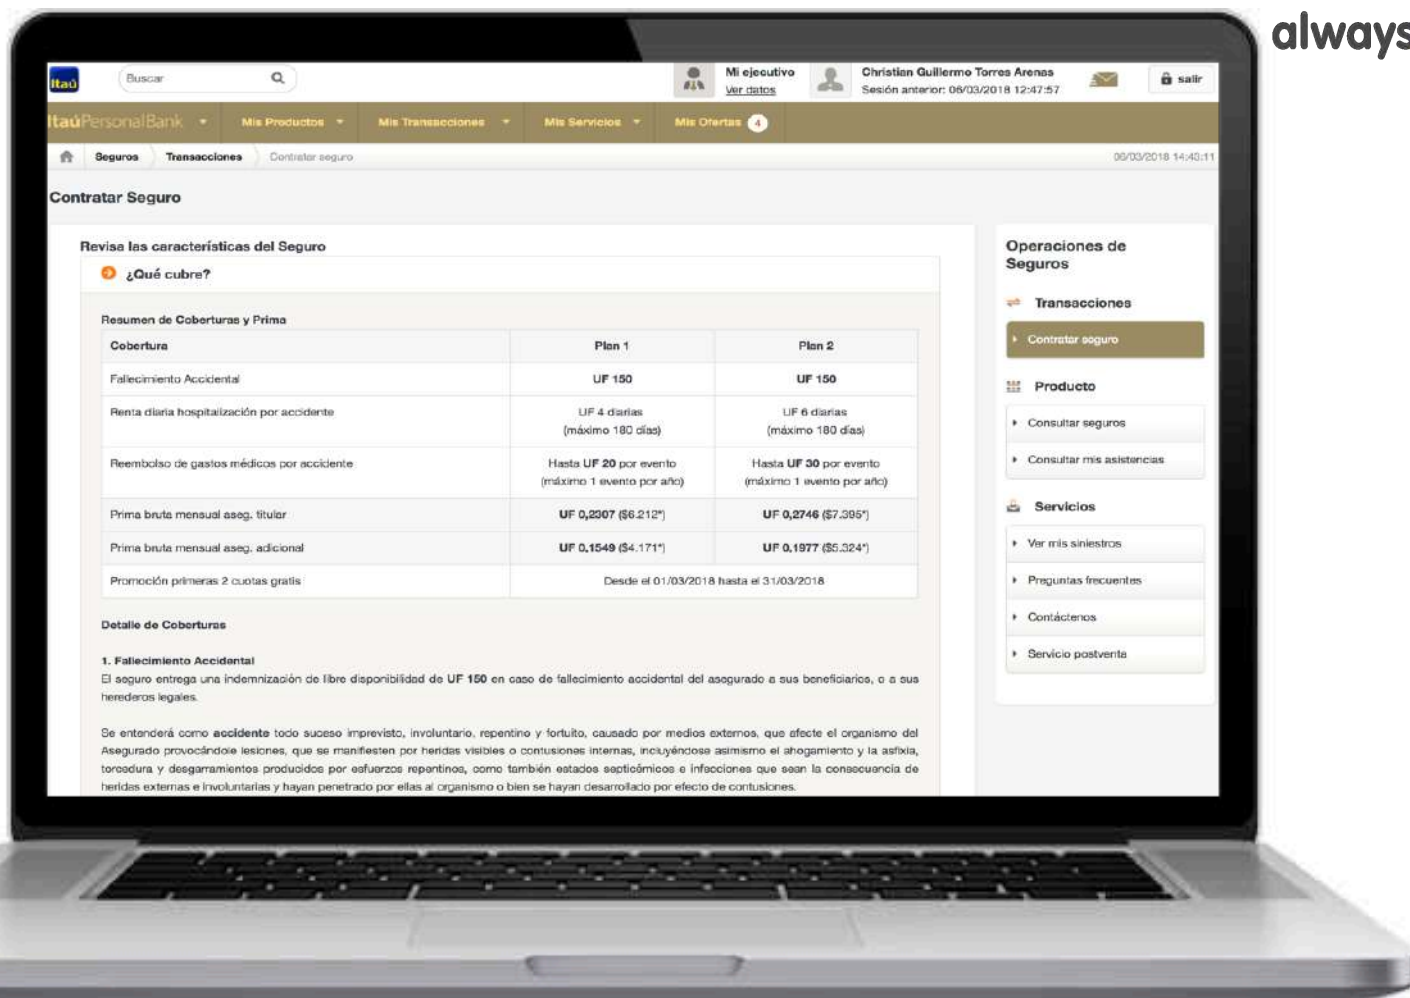 always
Itaú
Buscar
Mi ejecutivo
Ver datos
Christian Guillermo Torres Arenas
Sesión anterior: 06/03/2018 12:47:57
salir
ItaúPersonalBank
Mis Productos
Mis Transacciones
Mis Servicios
Mis Ofertas 4
Seguros
Transacciones
Contratar seguro
06/03/2018 14:40:11
Contratar Seguro
Revisa las características del Seguro
¿Qué cubre?
Resumen de Coberturas y Prima
Cobertura Plan 1 Plan 2
Fallecimiento Accidental UF 150 UF 150
Renta diaria hospitalización por accidente UF 4 diarias UF 6 diarias
(máximo 180 días) (máximo 180 días)
Reembolso de gastos médicos por accidente Hasta UF 20 por evento Hasta UF 30 por evento
(máximo 1 evento por año) (máximo 1 evento por año)
Prima bruta mensual aseg. titular UF 0,2307 ($6.212*) UF 0,2746 ($7.395*)
Prima bruta mensual aseg. adicional UF 0,1549 ($4.171*) UF 0,1977 ($5.324*)
Promoción primeras 2 cuotas gratis Desde el 01/03/2018 hasta el 31/03/2018
Detalle de Coberturas
1. Fallecimiento Accidental
El seguro entrega una indemnización de libre disponibilidad de UF 150 en caso de fallecimiento accidental del asegurado a sus beneficiarios, o a sus
herederos legales.
Se entenderá como accidente todo suceso imprevisto, involuntario, repentino y fortuito, causado por medios externos, que afecte el organismo del
Asegurado provocándole lesiones, que se manifiesten por heridas visibles o contusiones internas, incluyéndose asimismo el ahogamiento y la asfixia,
torcedura y desgarramientos producidos por esfuerzos repentinos, como también estados septicémicos e infecciones que sean la consecuencia de
heridas externas e involuntarias y hayan penetrado por ellas al organismo o bien se hayan desarrollado por efecto de contusiones.
Operaciones de
Seguros
Transacciones
Contratar seguro
Producto
Consultar seguros
Consultar mis asistencias
Servicios
Ver mis siniestros
Preguntas frecuentes
Contáctenos
Servicio postventa